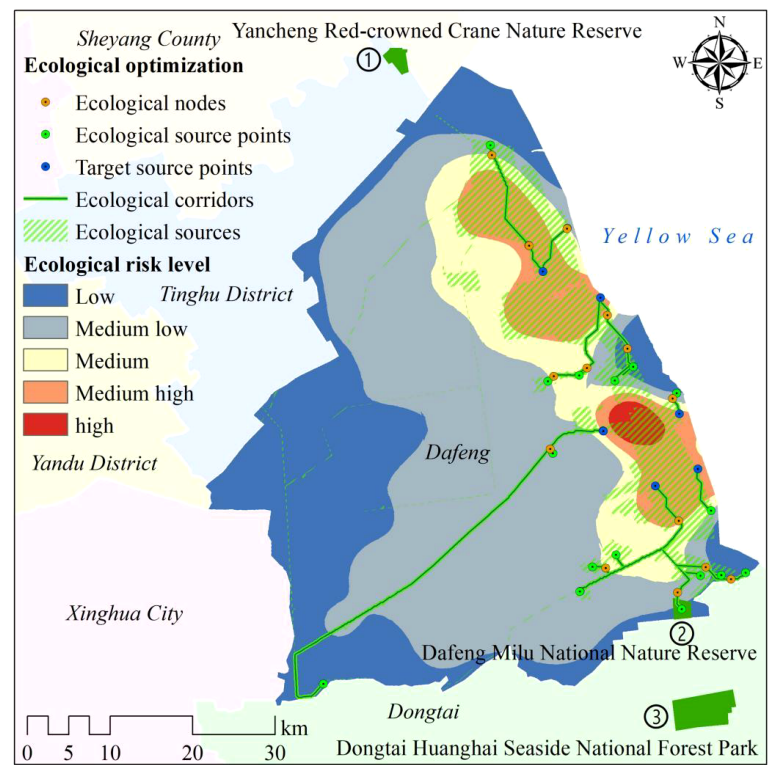 Sheyang County
Yancheng Red-crowned Crane Nature Reserve
①
N
W E
S
Ecological optimization
Ecological nodes
Ecological source points
Target source points
Ecological corridors
Ecological sources
Ecological risk level
Low
Medium low
Medium
Medium high
high
Yellow Sea
Tinghu District
Yandu District
Dafeng
Xinghua City
②
Dafeng Milu National Nature Reserve
Dongtai
③
Dongtai Huanghai Seaside National Forest Park
km
0 5 10 20 30